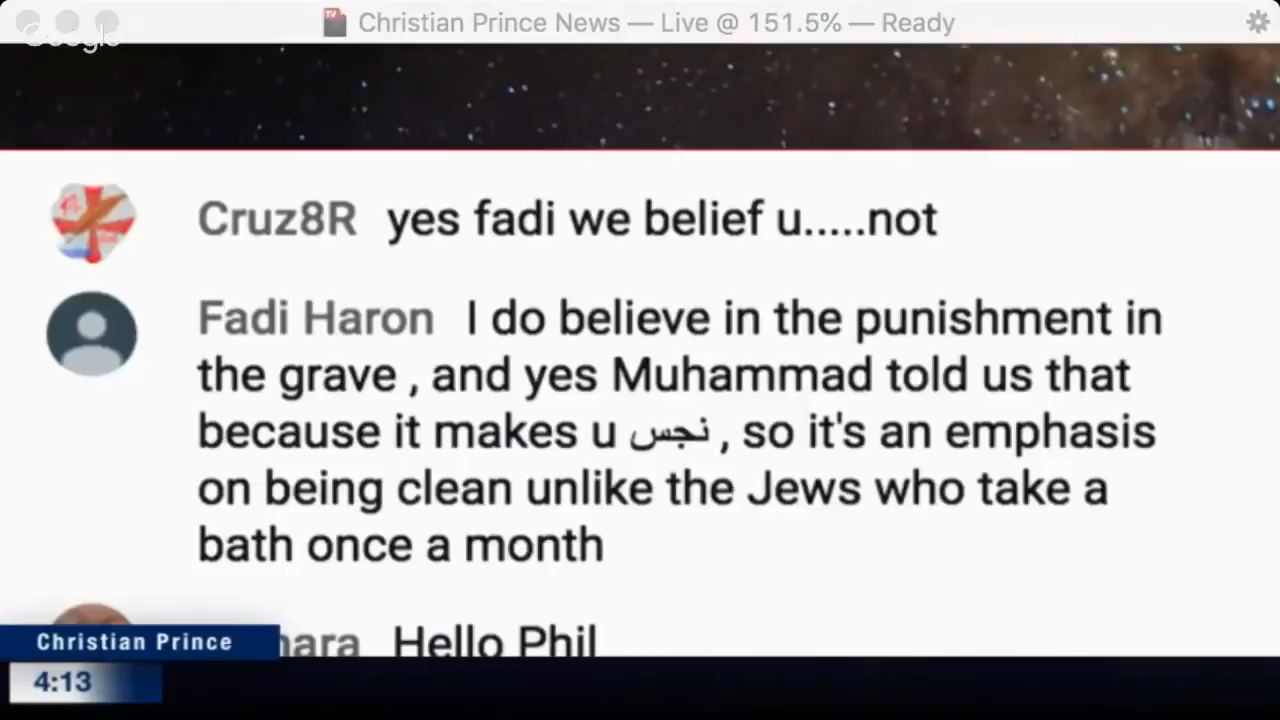 Christian Prince News — Live @ 151.5% — Ready
Google
Cruz8R yes fadi we belief u.....not
Fadi Haron I do believe in the punishment in
the grave , and yes Muhammad told us that
because it makes u نجس , so it's an emphasis
on being clean unlike the Jews who take a
bath once a month
Hello Phil
Christian Prince
4:13